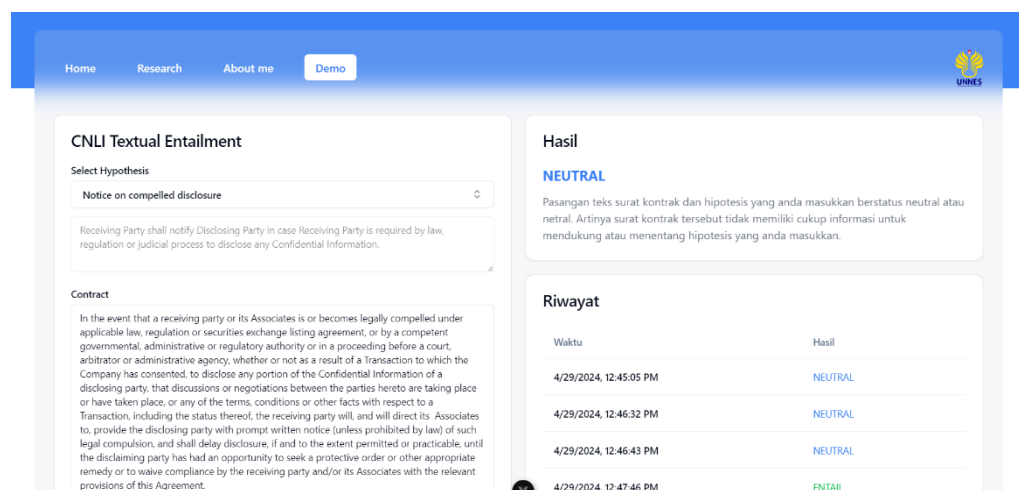 Home Research About me Demo
UNNES
CNLI Textual Entailment
Select Hypothesis
Notice on compelled disclosure
Receiving Party shall notify Disclosing Party in case Receiving Party is required by law,
regulation or judicial process to disclose any Confidential Information.
Contract
In the event that a receiving party or its Associates is or becomes legally compelled under
applicable law, regulation or securities exchange listing agreement, or by a competent
governmental, administrative or regulatory authority or in a proceeding before a court,
arbitrator or administrative agency, whether or not as a result of a Transaction to which the
Company has consented, to disclose any portion of the Confidential Information of a
disclosing party, that discussions or negotiations between the parties hereto are taking place
or have taken place, or any of the terms, conditions or other facts with respect to a
Transaction, including the status thereof, the receiving party will, and will direct its Associates
to, provide the disclosing party with prompt written notice (unless prohibited by law) of such
legal compulsion, and shall delay disclosure, if and to the extent permitted or practicable, until
the disclaiming party has had an opportunity to seek a protective order or other appropriate
remedy or to waive compliance by the receiving party and/or its Associates with the relevant
provisions of this Agreement.
Hasil
NEUTRAL
Pasangan teks surat kontrak dan hipotesis yang anda masukkan berstatus neutral atau
netral. Artinya surat kontrak tersebut tidak memiliki cukup informasi untuk
mendukung atau menentang hipotesis yang anda masukkan.
Riwayat
Waktu Hasil
4/29/2024, 12:45:05 PM NEUTRAL
4/29/2024, 12:46:32 PM NEUTRAL
4/29/2024, 12:46:43 PM NEUTRAL
4/29/2024, 12:47:46 PM ENTAIL